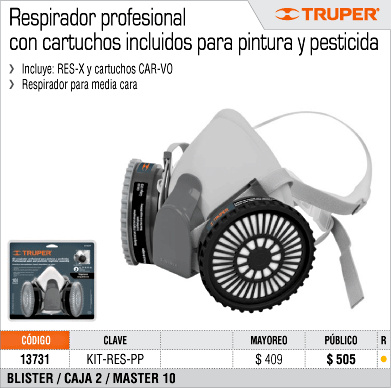 Respirador profesional
TRUPER®
con cartuchos incluidos para pintura y pesticida
› Incluye: RES-X y cartuchos CAR-VO
› Respirador para media cara
TRUPER
TRUPER
CÓDIGO CLAVE MAYOREO PÚBLICO R
13731 KIT-RES-PP $ 409 $ 505
BLISTER / CAJA 2 / MASTER 10